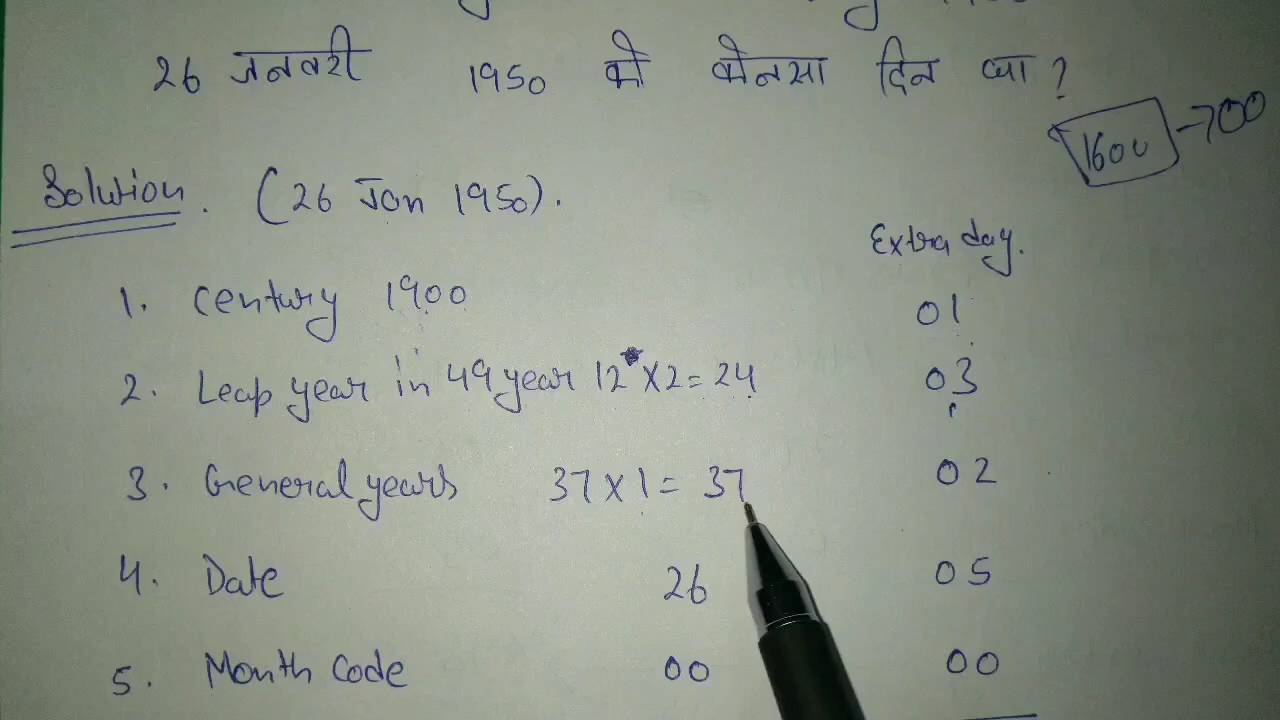 26 जनवरी 1950 को कौनसा दिन था ?
1600 - 700
Solution. (26 Jan 1950).
Extra day.
1. Century 1900 01
2. Leap year in 49 year 12 × 2 = 24 03
3. General years 37 × 1 = 37 02
4. Date 26 05
5. Month Code 00 00